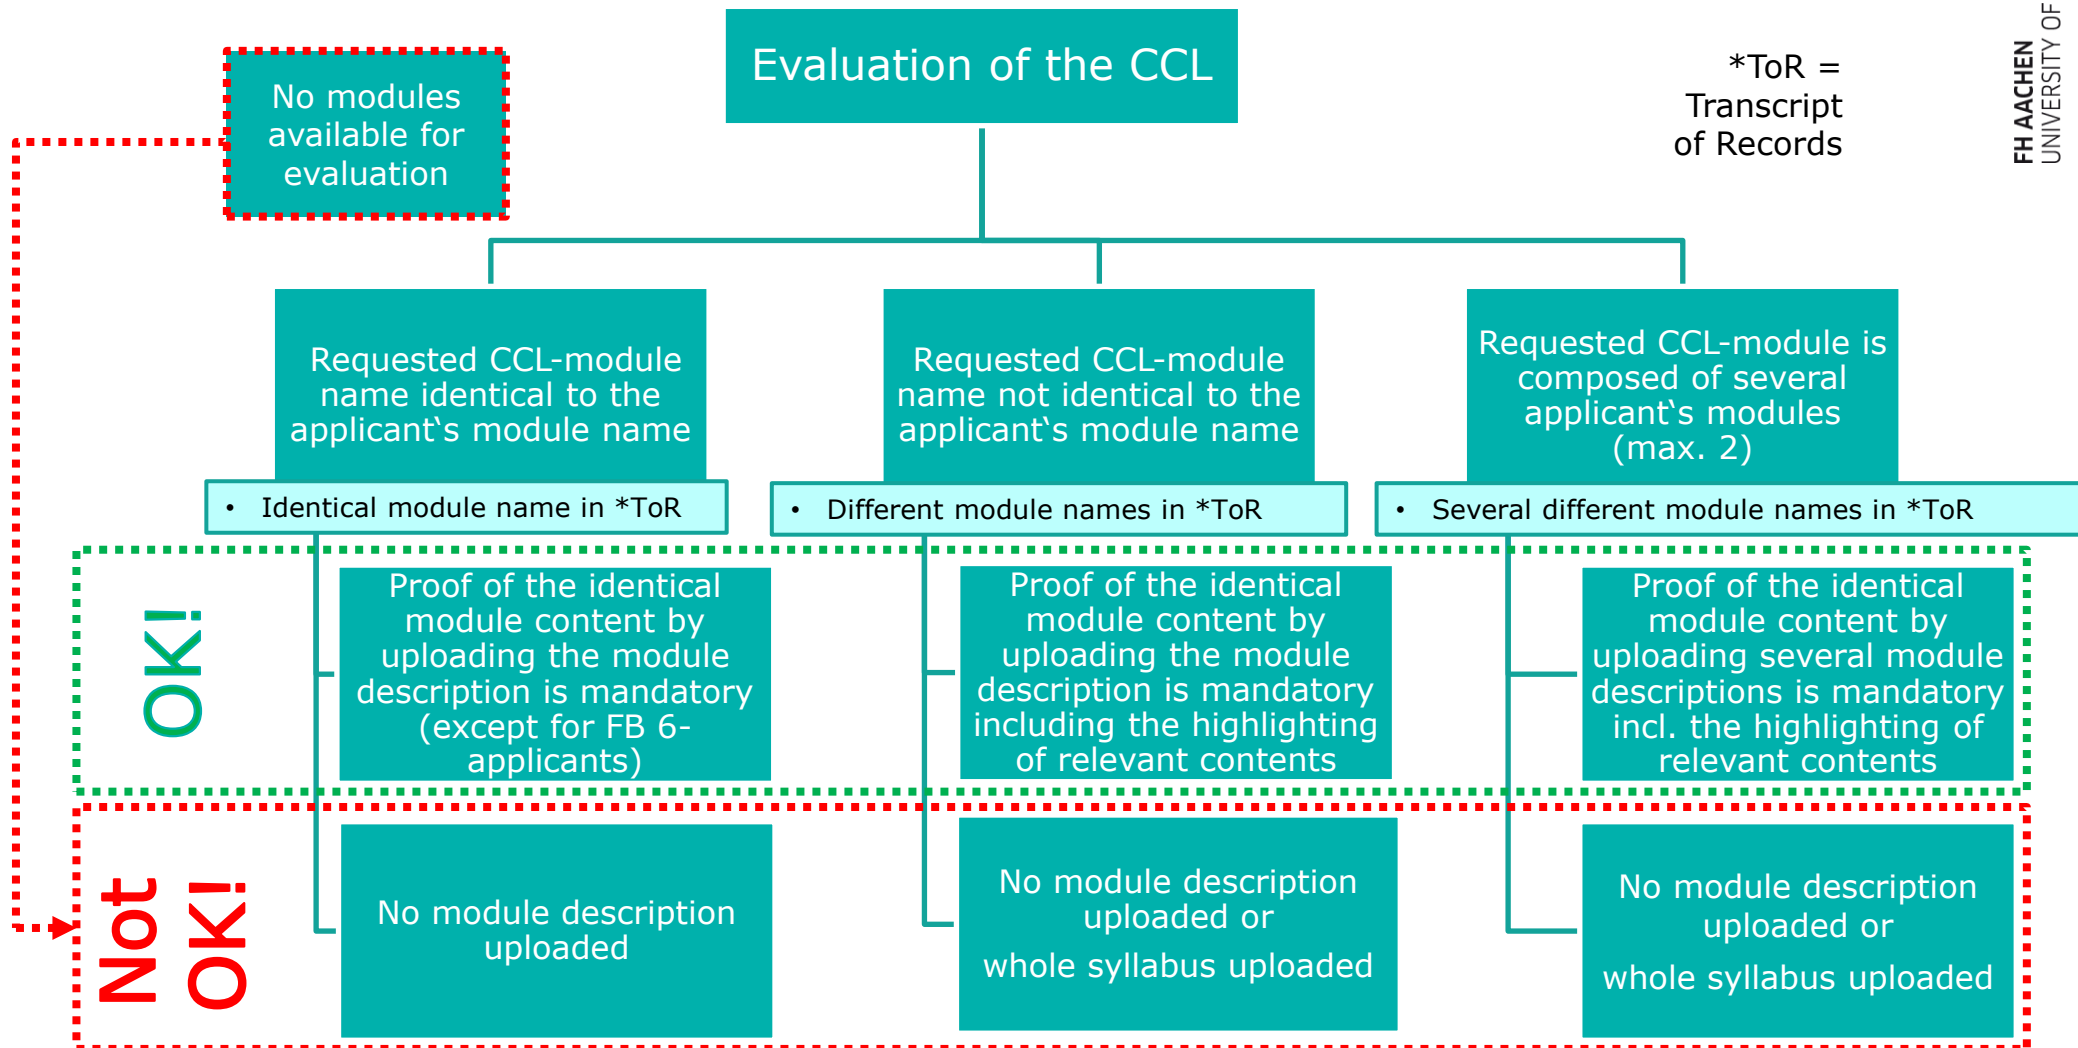 Evaluation of the CCL
No modules
available for
evaluation
*ToR =
Transcript
of Records
FH AACHEN
UNIVERSITY OF
Requested CCL-module
name identical to the
applicant‘s module name
• Identical module name in *ToR
Requested CCL-module
name not identical to the
applicant‘s module name
• Different module names in *ToR
Requested CCL-module is
composed of several
applicant‘s modules
(max. 2)
• Several different module names in *ToR
OK!
Proof of the identical
module content by
uploading the module
description is mandatory
(except for FB 6-
applicants)
Proof of the identical
module content by
uploading the module
description is mandatory
including the highlighting
of relevant contents
Proof of the identical
module content by
uploading several module
descriptions is mandatory
incl. the highlighting of
relevant contents
Not
OK!
No module description
uploaded
No module description
uploaded or
whole syllabus uploaded
No module description
uploaded or
whole syllabus uploaded